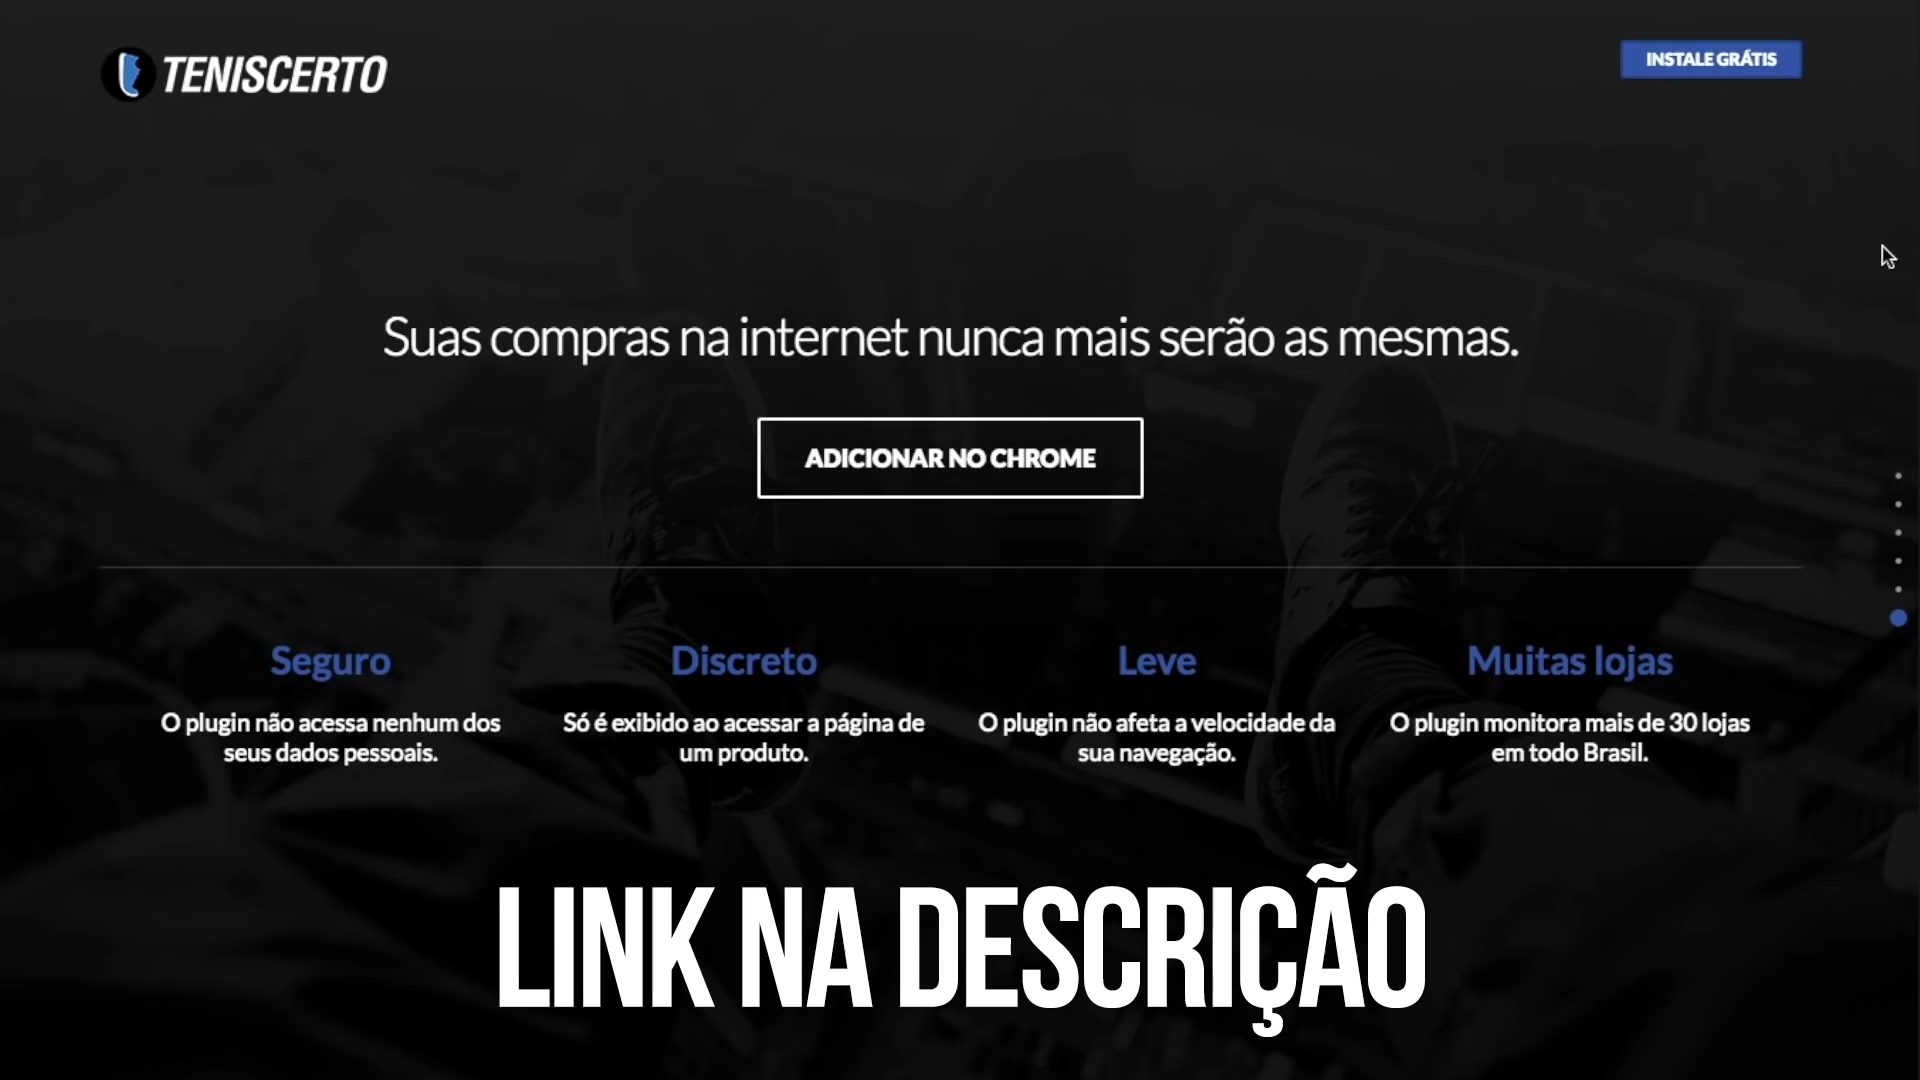 TENISCERTO
INSTALE GRÁTIS
Suas compras na internet nunca mais serão as mesmas.
ADICIONAR NO CHROME
Seguro
O plugin não acessa nenhum dos
seus dados pessoais.
Discreto
Só é exibido ao acessar a página de
um produto.
Leve
O plugin não afeta a velocidade da
sua navegação.
Muitas lojas
O plugin monitora mais de 30 lojas
em todo Brasil.
LINK NA DESCRIÇÃO